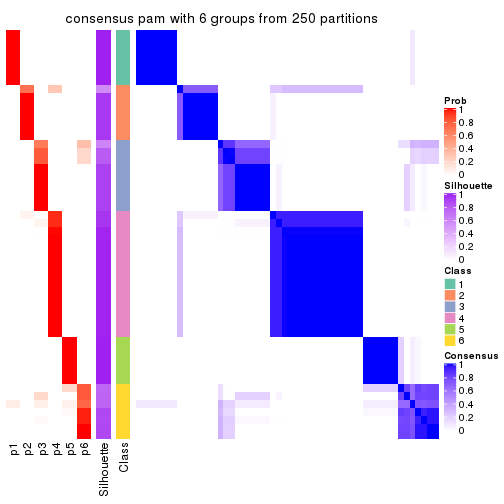 consensus pam with 6 groups from 250 partitions
Prob
1
0.8
0.6
0.4
0.2
0
Silhouette
1
0.8
0.6
0.4
0.2
0
Class
1
2
3
4
5
6
Consensus
1
0.8
0.6
0.4
0.2
0
p1
p2
p3
p4
p5
p6
Silhouette
Class